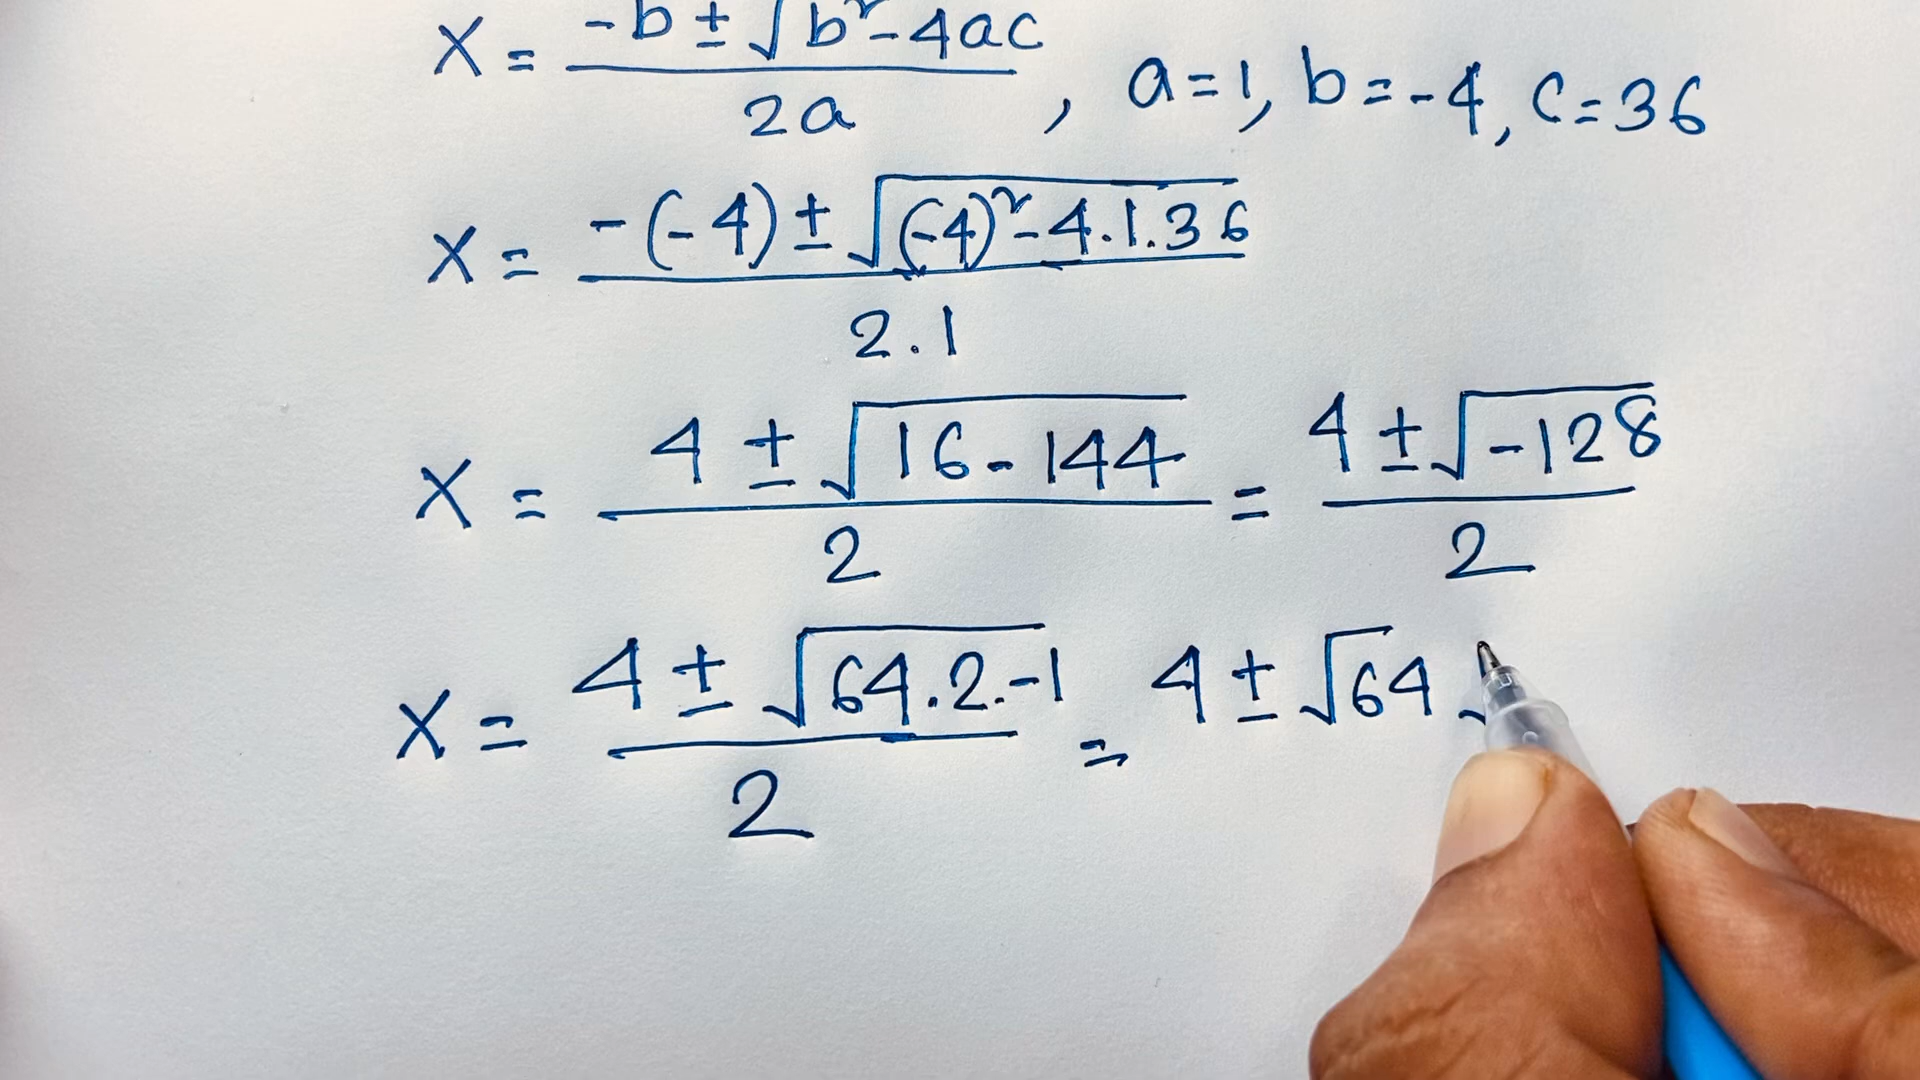 x = (-b ± √(b² - 4ac)) / 2a , a = 1, b = -4, c = 36
x = (-(-4) ± √((-4)² - 4.1.36)) / 2.1
x = (4 ± √(16 - 144)) / 2 = (4 ± √(-128)) / 2
x = (4 ± √(64.2.-1)) / 2 = 4 ± √64 √